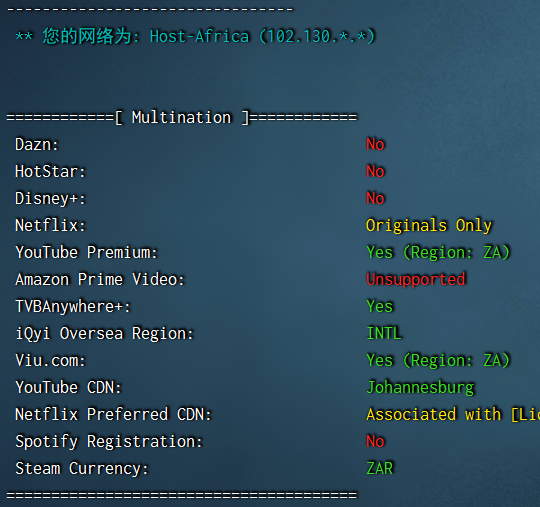 --------------------------------
** 您的网络为: Host-Africa (102.130.*.*)
============[ Multination ]============
Dazn: No
HotStar: No
Disney+: No
Netflix: Originals Only
YouTube Premium: Yes (Region: ZA)
Amazon Prime Video: Unsupported
TVBAnywhere+: Yes
iQyi Oversea Region: INTL
Viu.com: Yes (Region: ZA)
YouTube CDN: Johannesburg
Netflix Preferred CDN: Associated with
Spotify Registration: No
Steam Currency: ZAR
=======================================